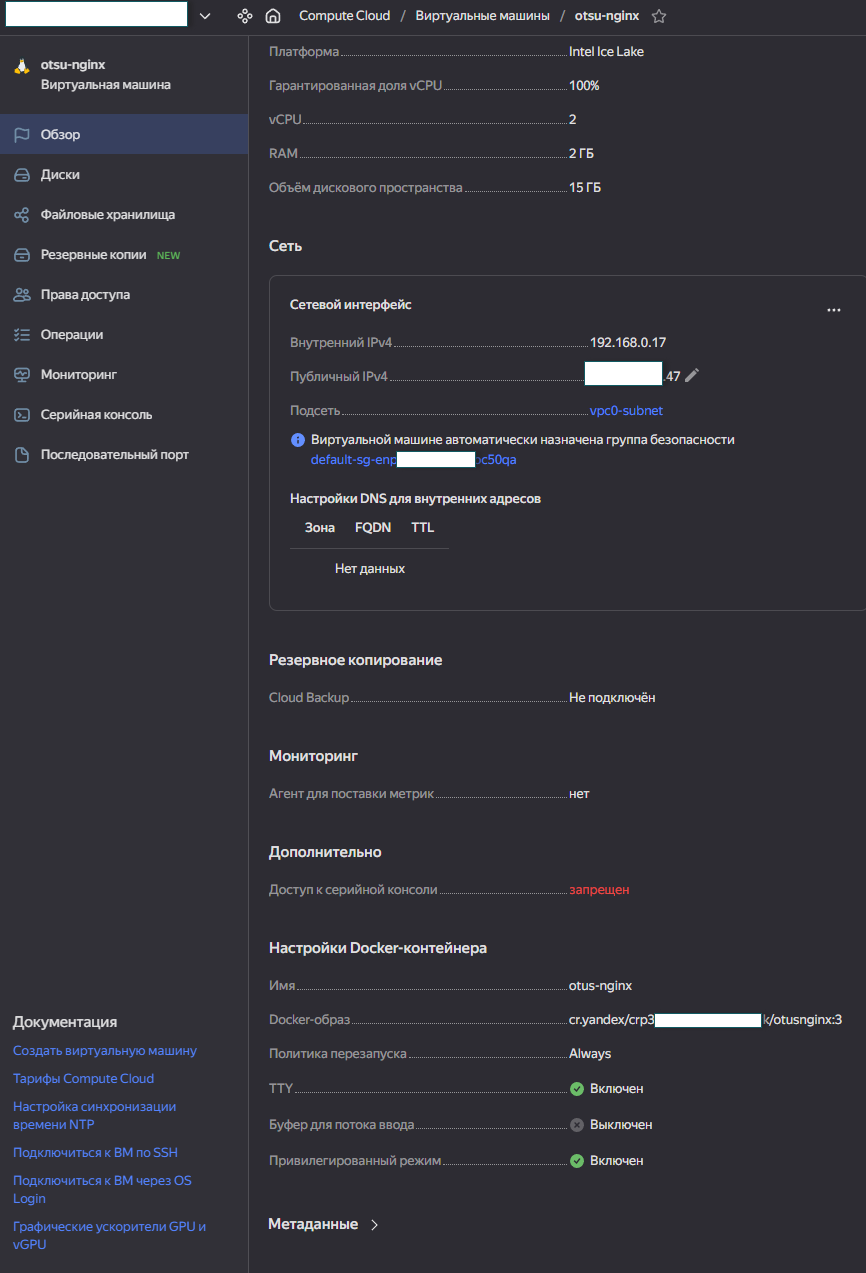 Compute Cloud / Виртуальные машины / otsu-nginx
otsu-nginx
Виртуальная машина
Обзор
Диски
Файловые хранилища
Резервные копии NEW
Права доступа
Операции
Мониторинг
Серийная консоль
Последовательный порт
Документация
Создать виртуальную машину
Тарифы Compute Cloud
Настройка синхронизации
времени NTP
Подключиться к ВМ по SSH
Подключиться к ВМ через OS
Login
Графические ускорители GPU и
vGPU
Платформа Intel Ice Lake
Гарантированная доля vCPU 100%
vCPU 2
RAM 2 ГБ
Объём дискового пространства 15 ГБ
Сеть
Сетевой интерфейс
Внутренний IPv4 192.168.0.17
Публичный IPv4 .47
Подсеть vpc0-subnet
Виртуальной машине автоматически назначена группа безопасности
default-sg-enp c50qa
Настройки DNS для внутренних адресов
Зона FQDN TTL
Нет данных
Резервное копирование
Cloud Backup Не подключён
Мониторинг
Агент для поставки метрик нет
Дополнительно
Доступ к серийной консоли запрещен
Настройки Docker-контейнера
Имя otus-nginx
Docker-образ cr.yandex/crp3 k/otusnginx:3
Политика перезапуска Always
TTY Включен
Буфер для потока ввода Выключен
Привилегированный режим Включен
Метаданные